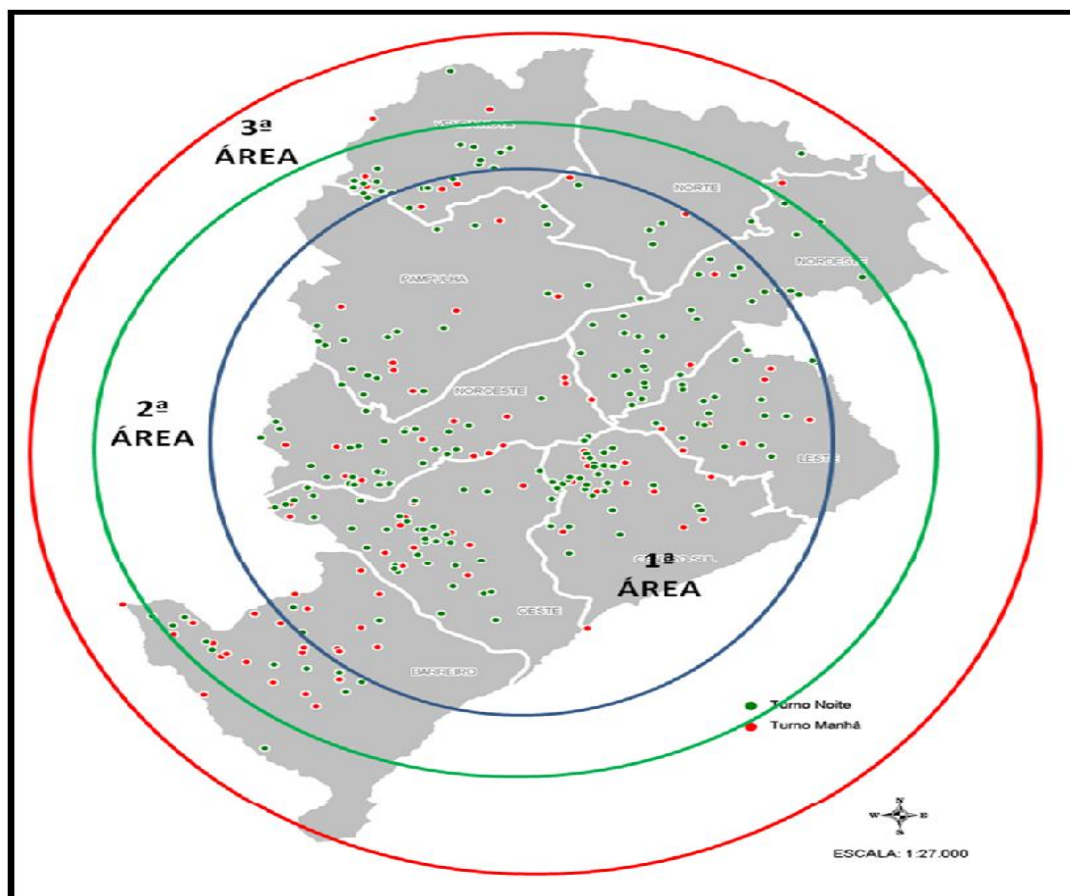 3ª
ÁREA
NORTE
NORDESTE
PAMPULHA
2ª
ÁREA
NOROESTE
LESTE
1ª
ÁREA
OESTE
BARREIRO
Turno Noite
Turno Manhã
N
W E
S
ESCALA: 1:27.000